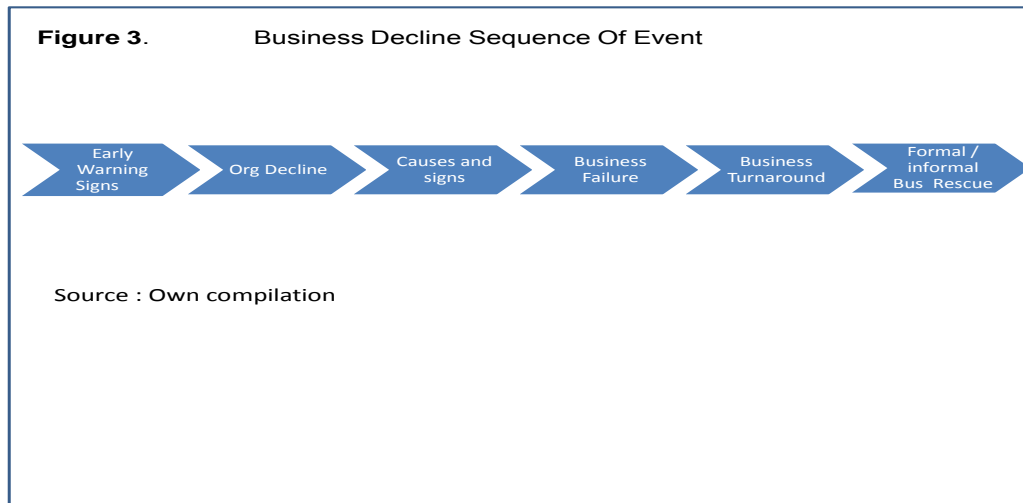 Figure 3. Business Decline Sequence Of Event
Early
Warning
Signs
Org Decline
Causes and
signs
Business
Failure
Business
Turnaround
Formal /
informal
Bus Rescue
Source : Own compilation